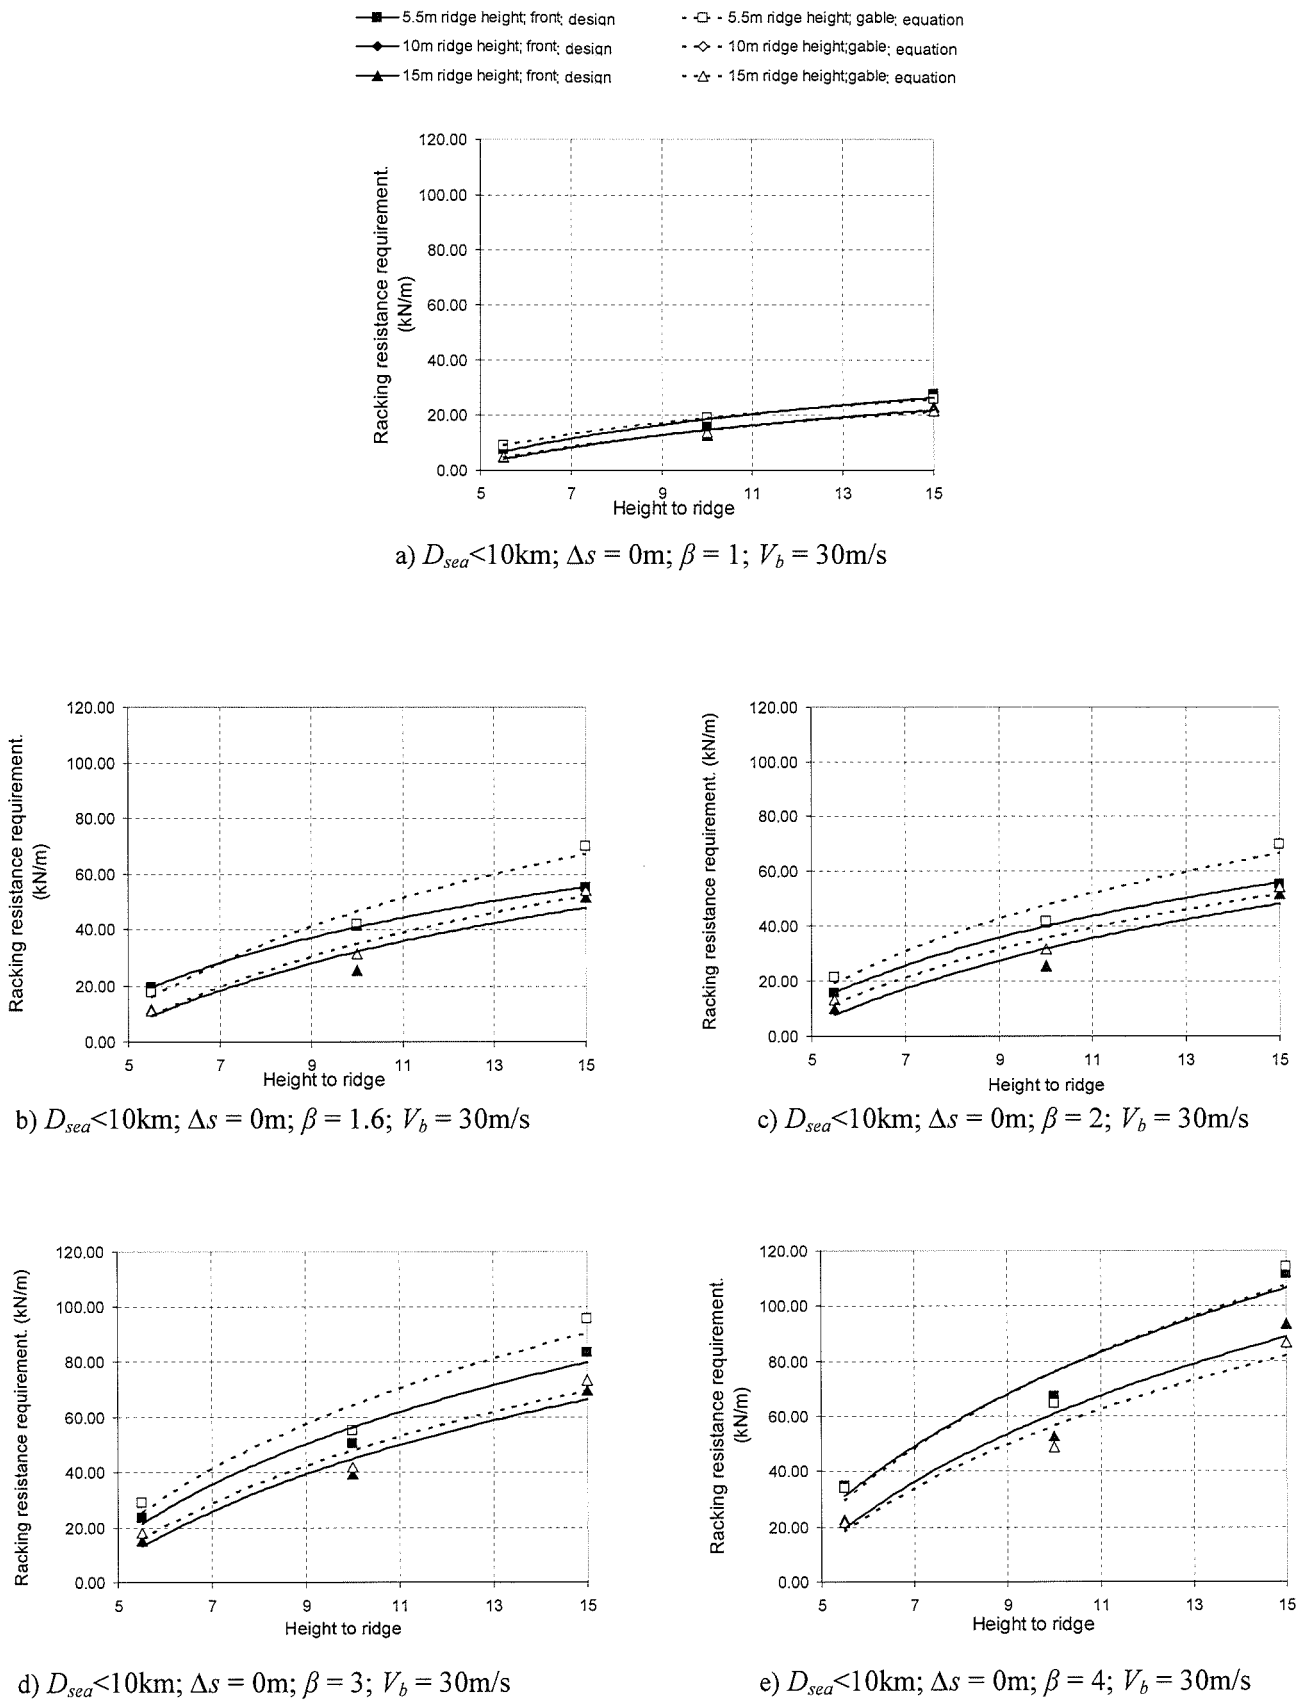 5.5m ridge height; front; design
5.5m ridge height; gable; equation
10m ridge height; front; design
10m ridge height;gable; equation
15m ridge height; front; design
15m ridge height;gable; equation
Racking resistance requirement.
(kN/m)
120.00
100.00
80.00
60.00
40.00
20.00
0.00
5 7 9 11 13 15
Height to ridge
a) D_sea<10km; Δs = 0m; β = 1; V_b = 30m/s
Racking resistance requirement.
(kN/m)
120.00
100.00
80.00
60.00
40.00
20.00
0.00
5 7 9 11 13 15
Height to ridge
b) D_sea<10km; Δs = 0m; β = 1.6; V_b = 30m/s
Racking resistance requirement. (kN/m)
120.00
100.00
80.00
60.00
40.00
20.00
0.00
5 7 9 11 13 15
Height to ridge
c) D_sea<10km; Δs = 0m; β = 2; V_b = 30m/s
Racking resistance requirement. (kN/m)
120.00
100.00
80.00
60.00
40.00
20.00
0.00
5 7 9 11 13 15
Height to ridge
d) D_sea<10km; Δs = 0m; β = 3; V_b = 30m/s
Racking resistance requirement.
(kN/m)
120.00
100.00
80.00
60.00
40.00
20.00
0.00
5 7 9 11 13 15
Height to ridge
e) D_sea<10km; Δs = 0m; β = 4; V_b = 30m/s